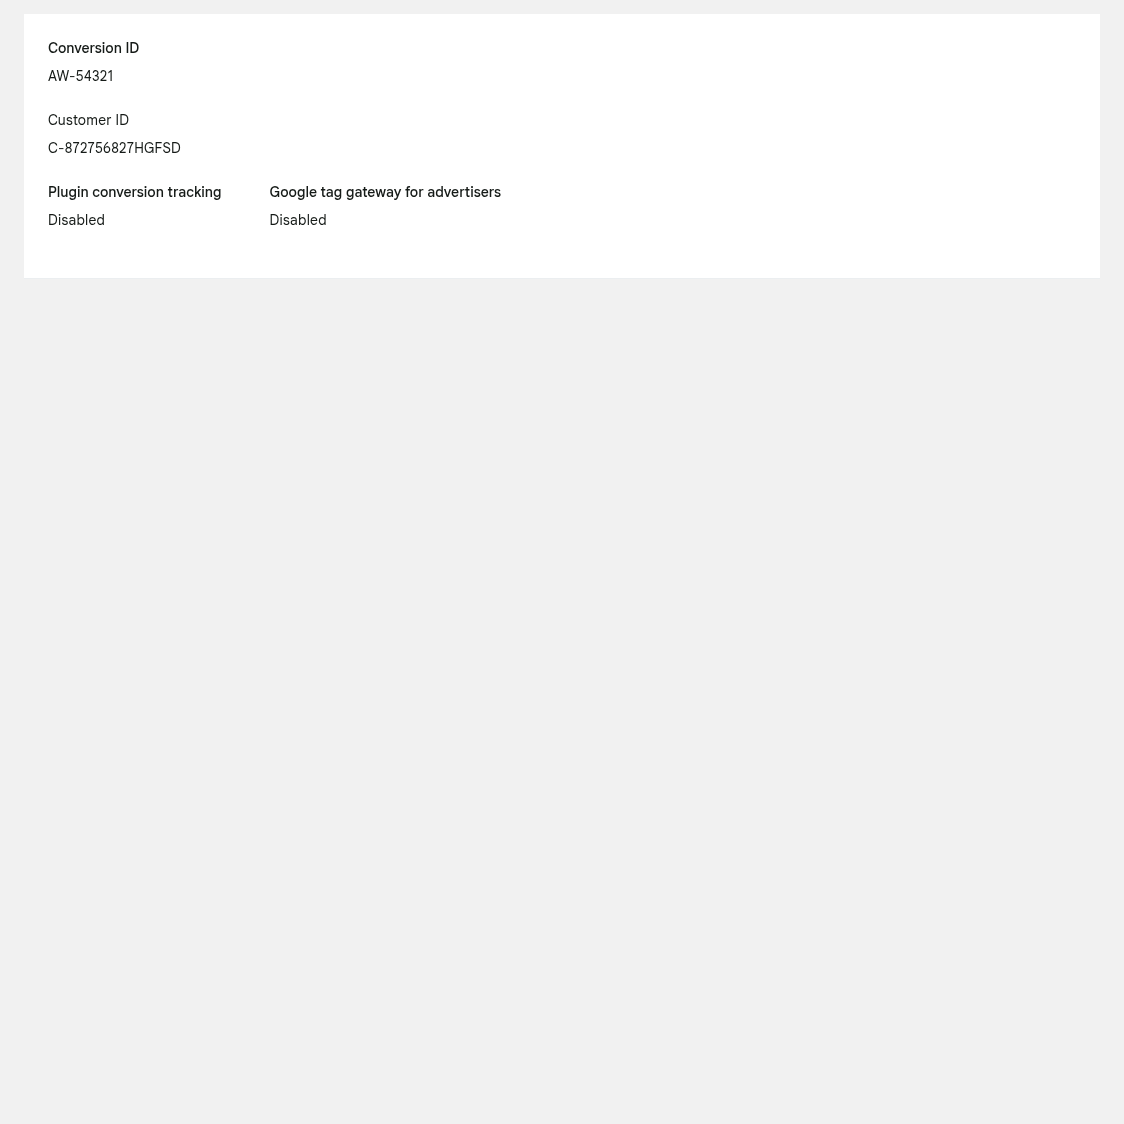 Conversion ID
AW-54321
Customer ID
C-872756827HGFSD
Plugin conversion tracking
Google tag gateway for advertisers
Disabled
Disabled